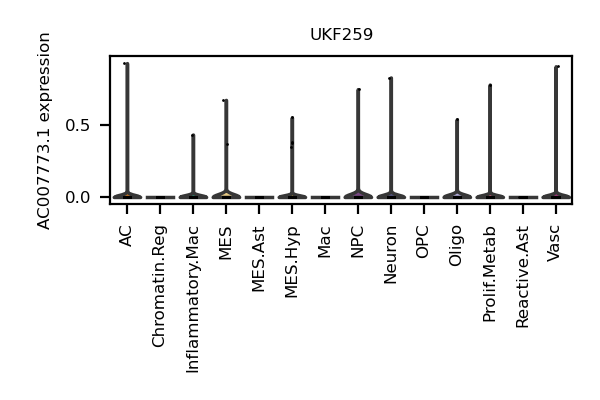 UKF259
AC007773.1 expression
0.5
0.0
AC
Chromatin.Reg
Inflammatory.Mac
MES
MES.Ast
MES.Hyp
Mac
NPC
Neuron
OPC
Oligo
Prolif.Metab
Reactive.Ast
Vasc